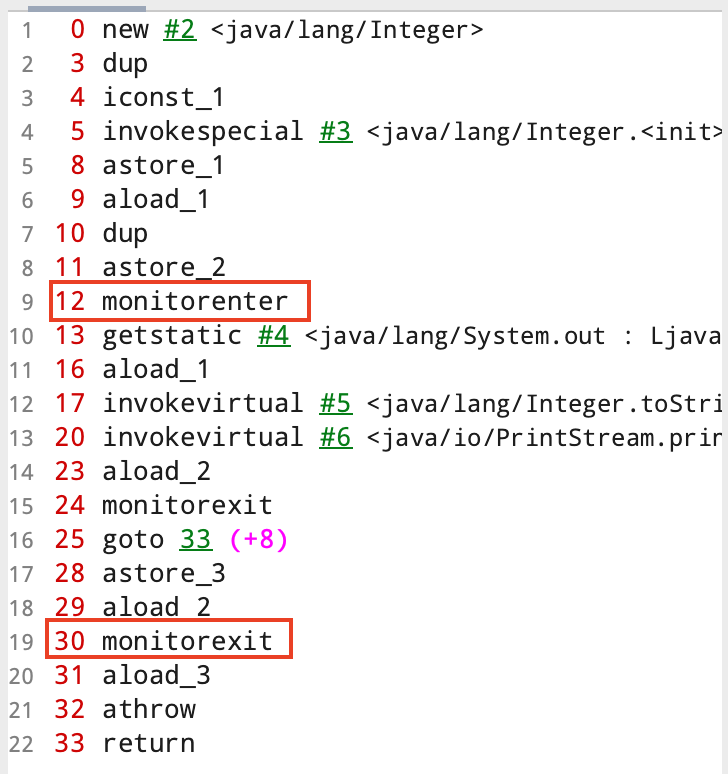 1 0 new #2 <java/lang/Integer>
2 3 dup
3 4 iconst_1
4 5 invokespecial #3 <java/lang/Integer.<init>
5 8 astore_1
6 9 aload_1
7 10 dup
8 11 astore_2
9 12 monitorenter
10 13 getstatic #4 <java/lang/System.out : Ljava
11 16 aload_1
12 17 invokevirtual #5 <java/lang/Integer.toStri
13 20 invokevirtual #6 <java/io/PrintStream.prin
14 23 aload_2
15 24 monitorexit
16 25 goto 33 (+8)
17 28 astore_3
18 29 aload_2
19 30 monitorexit
20 31 aload_3
21 32 athrow
22 33 return